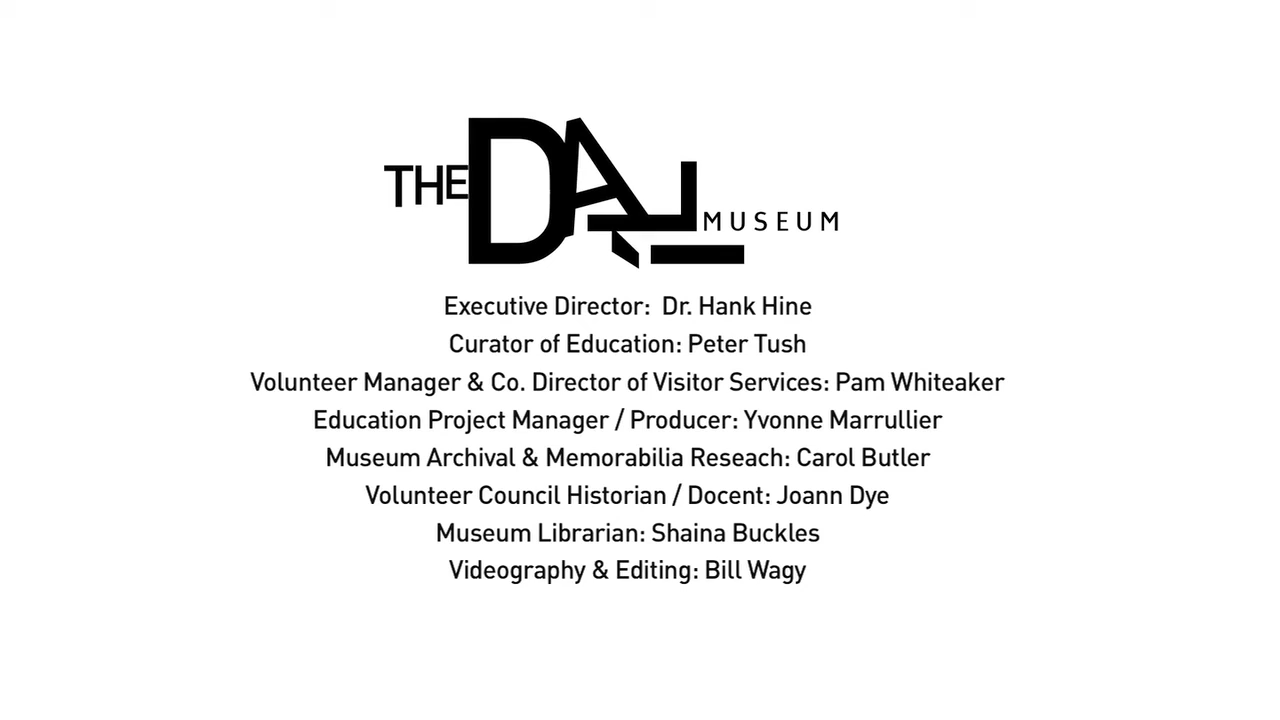 THE DALÍ MUSEUM
Executive Director: Dr. Hank Hine
Curator of Education: Peter Tush
Volunteer Manager & Co. Director of Visitor Services: Pam Whiteaker
Education Project Manager / Producer: Yvonne Marrullier
Museum Archival & Memorabilia Reseach: Carol Butler
Volunteer Council Historian / Docent: Joann Dye
Museum Librarian: Shaina Buckles
Videography & Editing: Bill Wagy